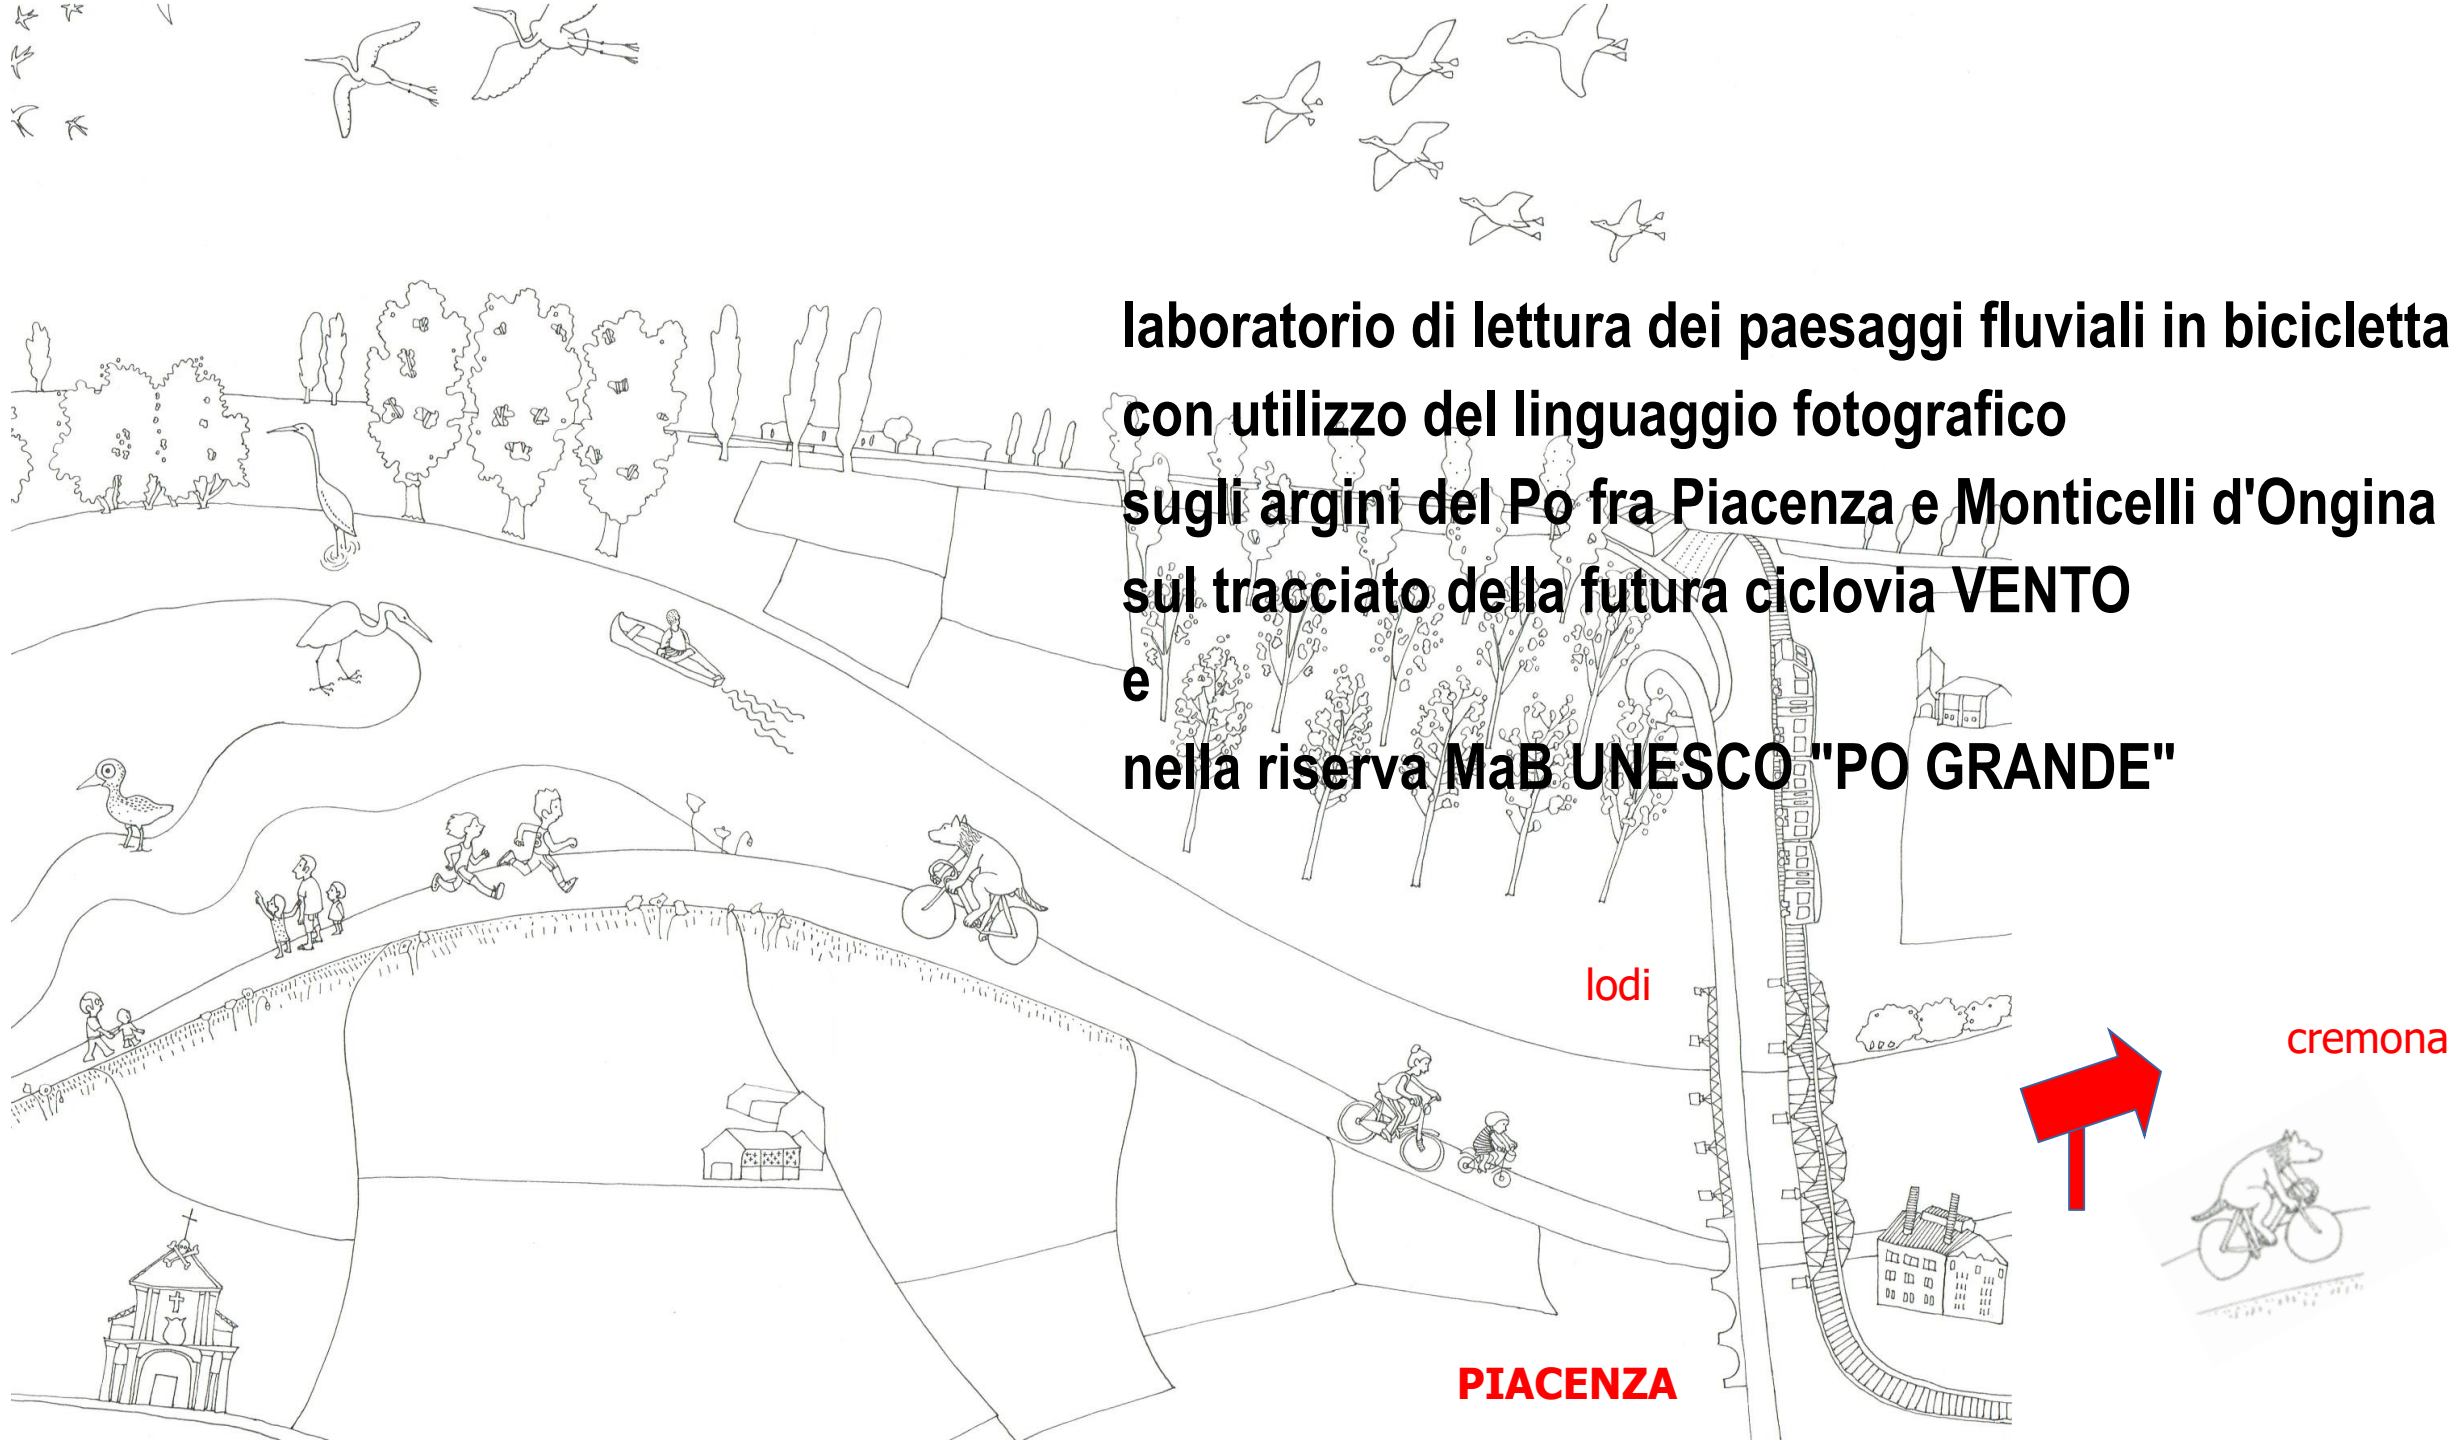 laboratorio di lettura dei paesaggi fluviali in bicicletta
con utilizzo del linguaggio fotografico
sugli argini del Po fra Piacenza e Monticelli d'Ongina
sul tracciato della futura ciclovia VENTO
e
nella riserva MaB UNESCO "PO GRANDE"
lodi
cremona
PIACENZA